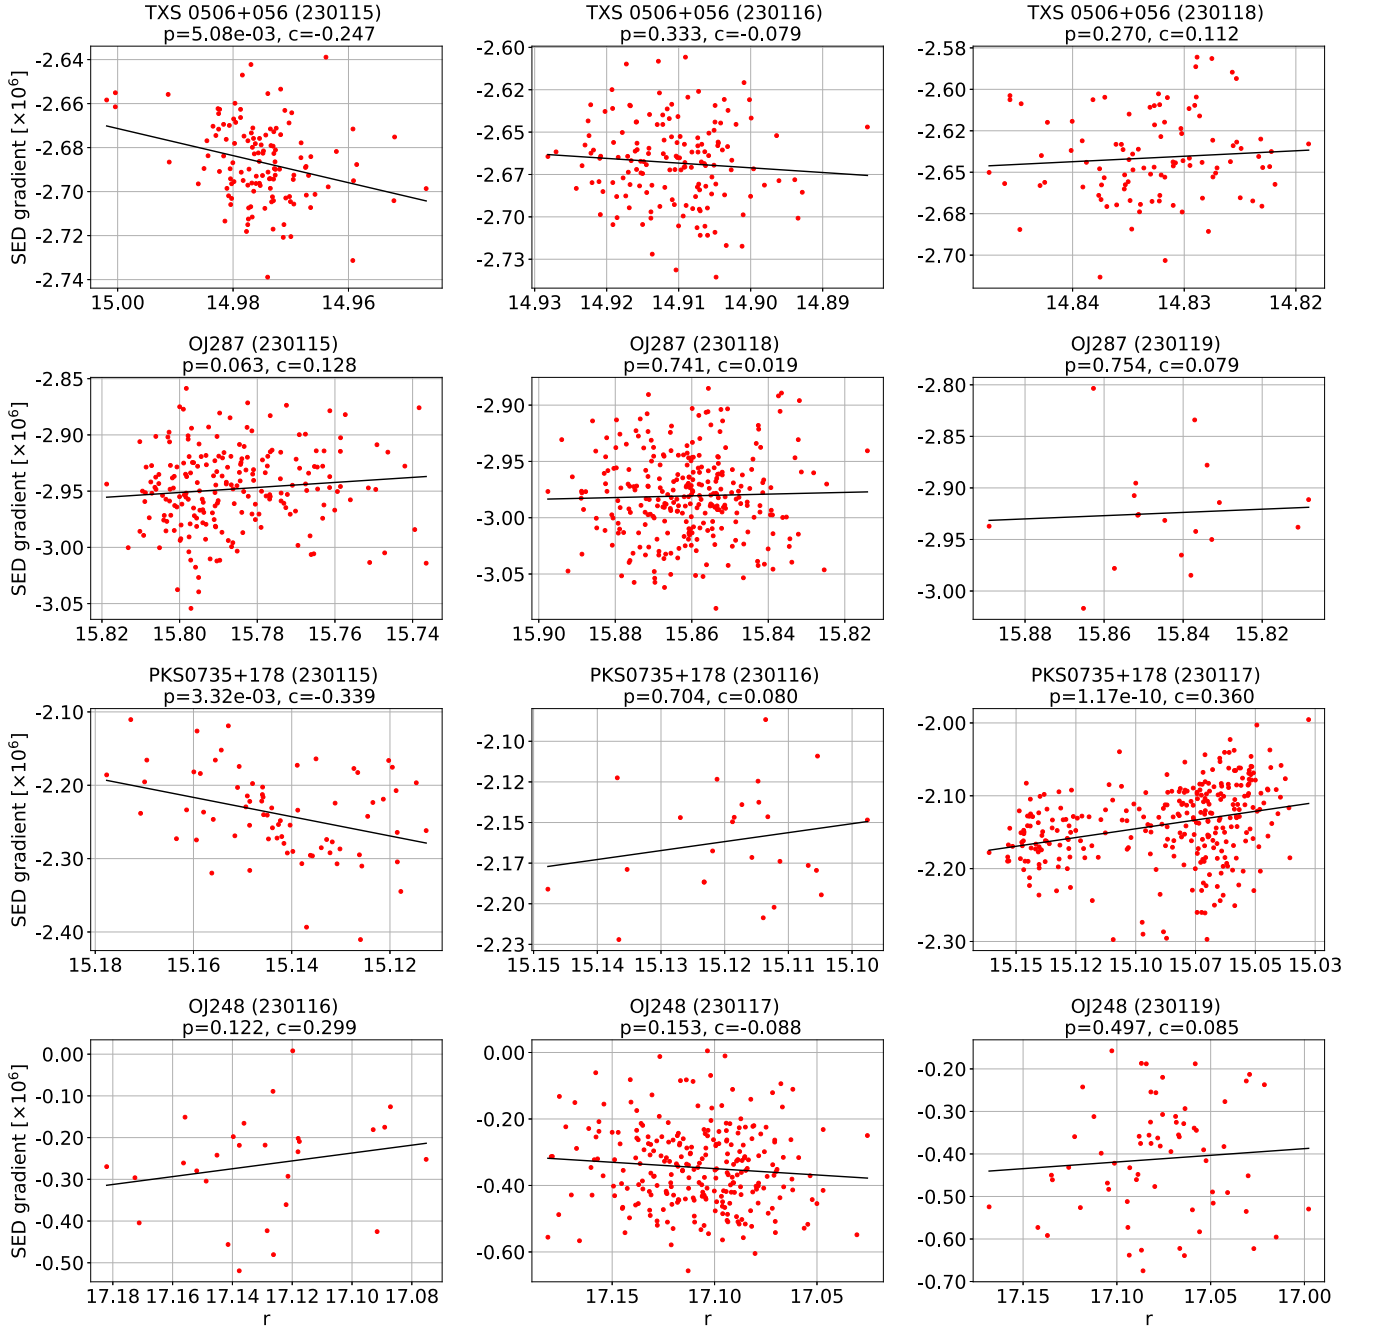 TXS 0506+056 (230115)
p=5.08e-03, c=-0.247
TXS 0506+056 (230116)
p=0.333, c=-0.079
TXS 0506+056 (230118)
p=0.270, c=0.112
SED gradient [×10⁶]
-2.64
-2.66
-2.68
-2.70
-2.72
-2.74
15.00 14.98 14.96
-2.60
-2.62
-2.65
-2.67
-2.70
-2.73
14.93 14.92 14.91 14.90 14.89
-2.58
-2.60
-2.62
-2.65
-2.68
-2.70
14.84 14.83 14.82
OJ287 (230115)
p=0.063, c=0.128
OJ287 (230118)
p=0.741, c=0.019
OJ287 (230119)
p=0.754, c=0.079
SED gradient [×10⁶]
-2.85
-2.90
-2.95
-3.00
-3.05
15.82 15.80 15.78 15.76 15.74
-2.90
-2.95
-3.00
-3.05
15.90 15.88 15.86 15.84 15.82
-2.80
-2.85
-2.90
-2.95
-3.00
15.88 15.86 15.84 15.82
PKS0735+178 (230115)
p=3.32e-03, c=-0.339
PKS0735+178 (230116)
p=0.704, c=0.080
PKS0735+178 (230117)
p=1.17e-10, c=0.360
SED gradient [×10⁶]
-2.10
-2.20
-2.30
-2.40
15.18 15.16 15.14 15.12
-2.10
-2.12
-2.15
-2.17
-2.20
-2.23
15.15 15.14 15.13 15.12 15.11 15.10
-2.00
-2.10
-2.20
-2.30
15.15 15.12 15.10 15.07 15.05 15.03
OJ248 (230116)
p=0.122, c=0.299
OJ248 (230117)
p=0.153, c=-0.088
OJ248 (230119)
p=0.497, c=0.085
SED gradient [×10⁶]
0.00
-0.10
-0.20
-0.30
-0.40
-0.50
17.18 17.16 17.14 17.12 17.10 17.08
r
0.00
-0.20
-0.40
-0.60
17.15 17.10 17.05
r
-0.20
-0.30
-0.40
-0.50
-0.60
-0.70
17.15 17.10 17.05 17.00
r